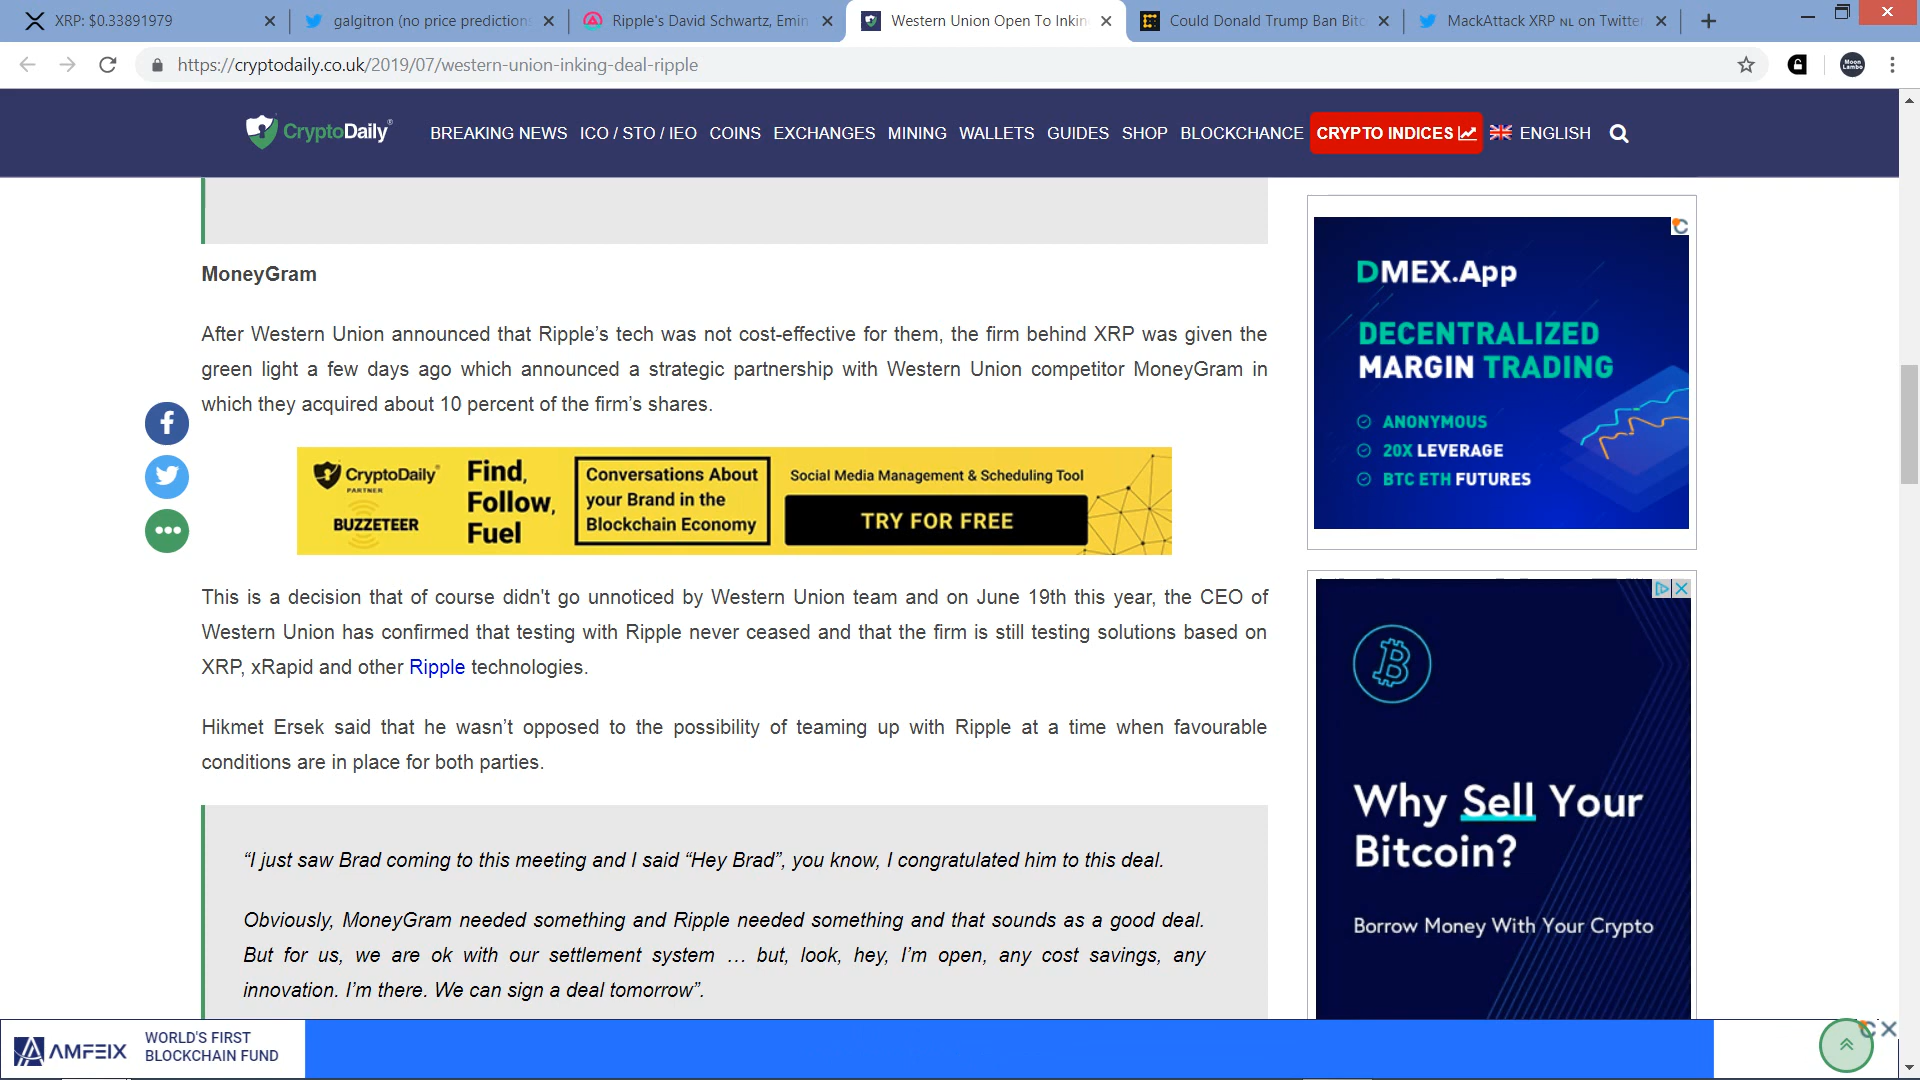 XRP: $0.33891979
galgitron (no price prediction
Ripple's David Schwartz, Emin
Western Union Open To Inkin
Could Donald Trump Ban Bitc
MackAttack XRP NL on Twitter
https://cryptodaily.co.uk/2019/07/western-union-inking-deal-ripple
Moon
Lambo
CryptoDaily
BREAKING NEWS ICO / STO / IEO COINS EXCHANGES MINING WALLETS GUIDES SHOP BLOCKCHANCE CRYPTO INDICES ENGLISH
MoneyGram
After Western Union announced that Ripple’s tech was not cost-effective for them, the firm behind XRP was given the
green light a few days ago which announced a strategic partnership with Western Union competitor MoneyGram in
which they acquired about 10 percent of the firm’s shares.
CryptoDaily
PARTNER
BUZZETEER
Find,
Follow,
Fuel
Conversations About
your Brand in the
Blockchain Economy
Social Media Management & Scheduling Tool
TRY FOR FREE
This is a decision that of course didn't go unnoticed by Western Union team and on June 19th this year, the CEO of
Western Union has confirmed that testing with Ripple never ceased and that the firm is still testing solutions based on
XRP, xRapid and other Ripple technologies.
Hikmet Ersek said that he wasn’t opposed to the possibility of teaming up with Ripple at a time when favourable
conditions are in place for both parties.
“I just saw Brad coming to this meeting and I said “Hey Brad”, you know, I congratulated him to this deal.
Obviously, MoneyGram needed something and Ripple needed something and that sounds as a good deal.
But for us, we are ok with our settlement system … but, look, hey, I’m open, any cost savings, any
innovation. I’m there. We can sign a deal tomorrow”.
DMEX.App
DECENTRALIZED
MARGIN TRADING
ANONYMOUS
20X LEVERAGE
BTC ETH FUTURES
Why Sell Your
Bitcoin?
Borrow Money With Your Crypto
AMFEIX
WORLD'S FIRST
BLOCKCHAIN FUND